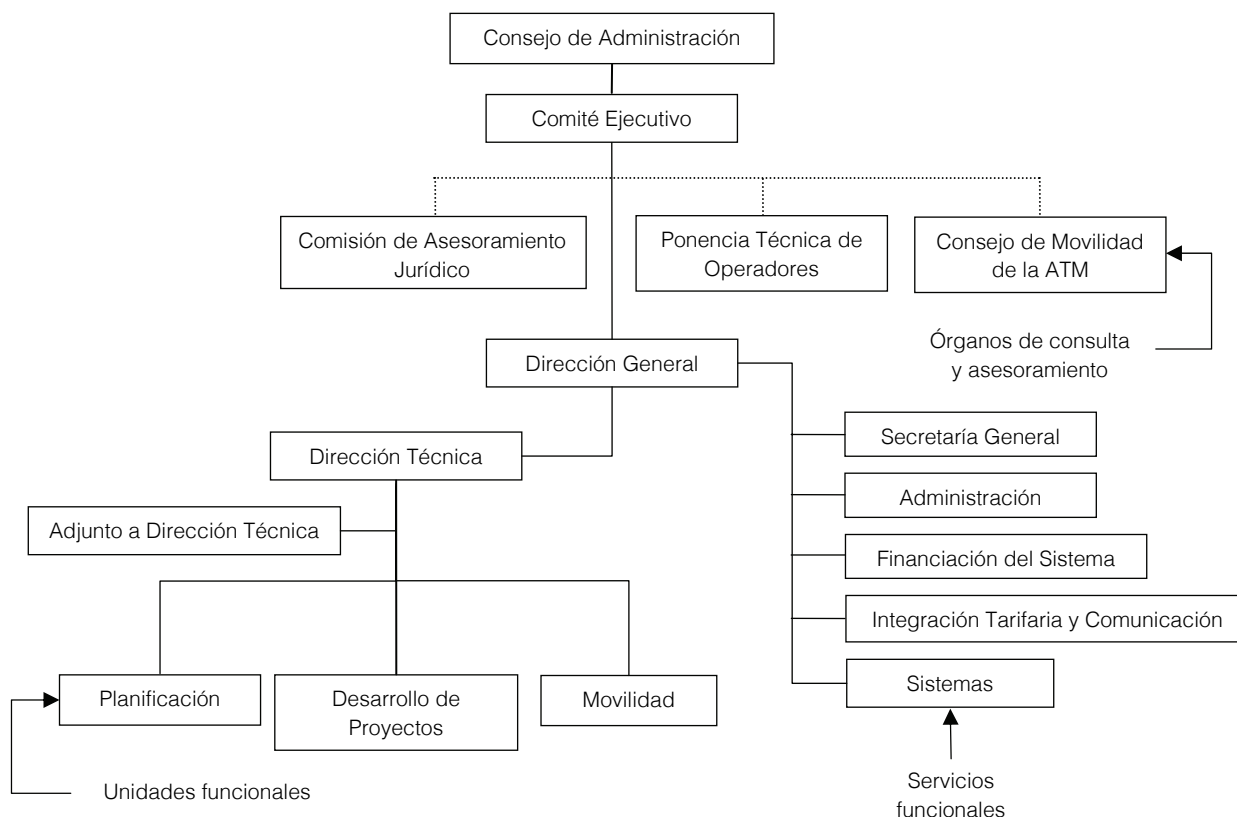 Consejo de Administración
Comité Ejecutivo
Comisión de Asesoramiento
Jurídico
Ponencia Técnica de
Operadores
Consejo de Movilidad
de la ATM
Órganos de consulta
y asesoramiento
Dirección General
Dirección Técnica
Adjunto a Dirección Técnica
Planificación
Desarrollo de
Proyectos
Movilidad
Unidades funcionales
Secretaría General
Administración
Financiación del Sistema
Integración Tarifaria y Comunicación
Sistemas
Servicios
funcionales